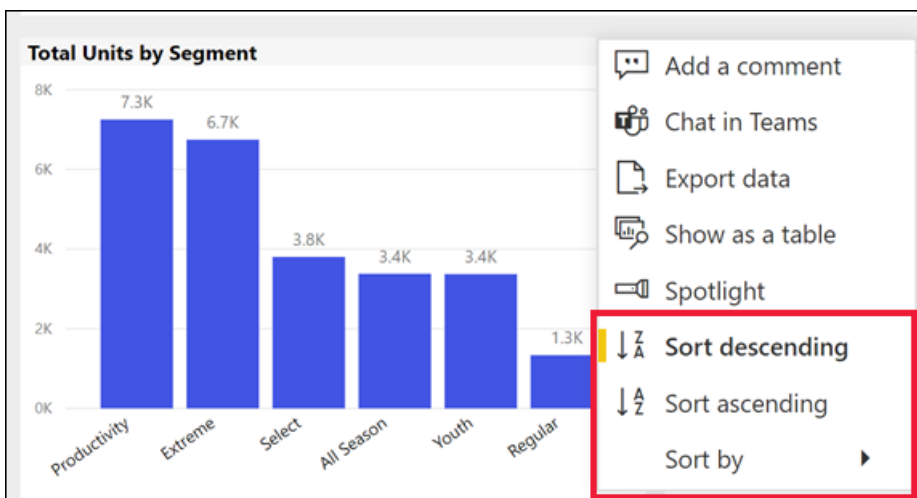 Total Units by Segment
8K
7.3K
6.7K
6K
4K
3.8K
3.4K
3.4K
2K
1.3K
0K
Productivity
Extreme
Select
All Season
Youth
Regular
Add a comment
Chat in Teams
Export data
Show as a table
Spotlight
Sort descending
Sort ascending
Sort by